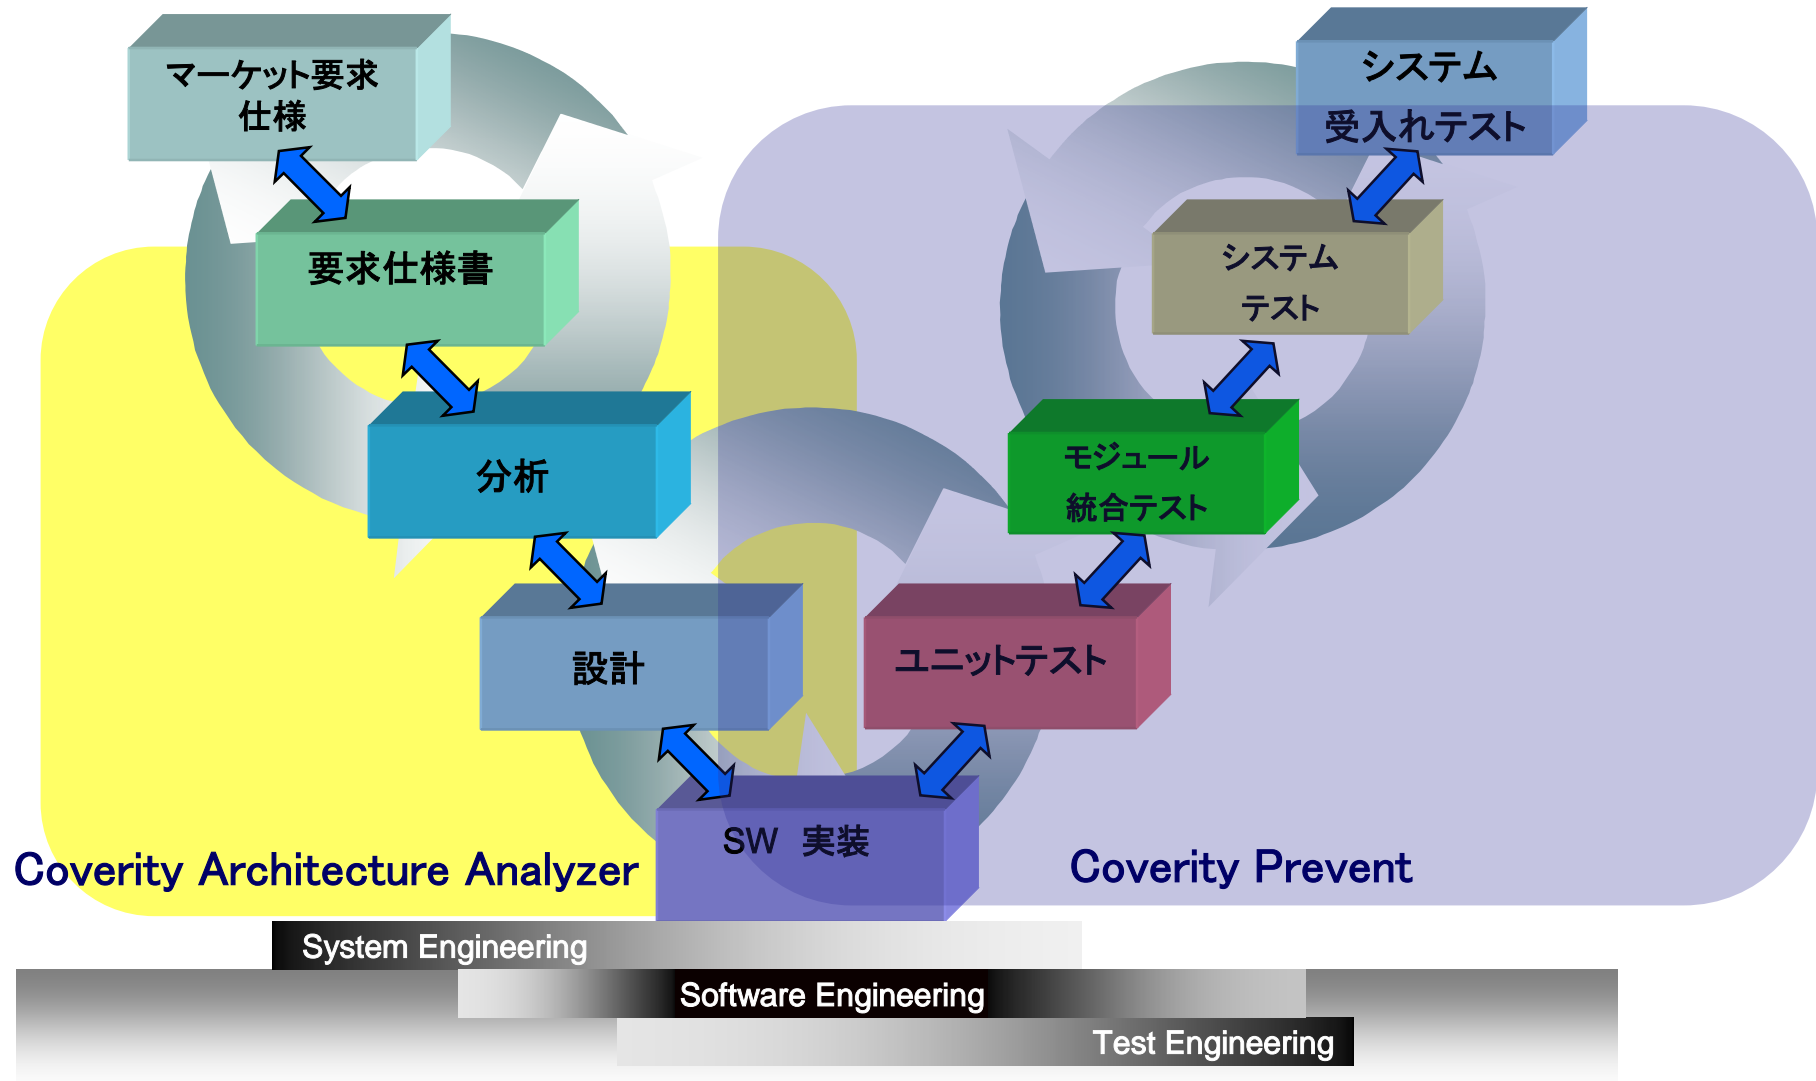 マーケット要求
仕様
要求仕様書
分析
設計
SW 実装
ユニットテスト
モジュール
統合テスト
システム
テスト
システム
受入れテスト
Coverity Architecture Analyzer
Coverity Prevent
System Engineering
Software Engineering
Test Engineering